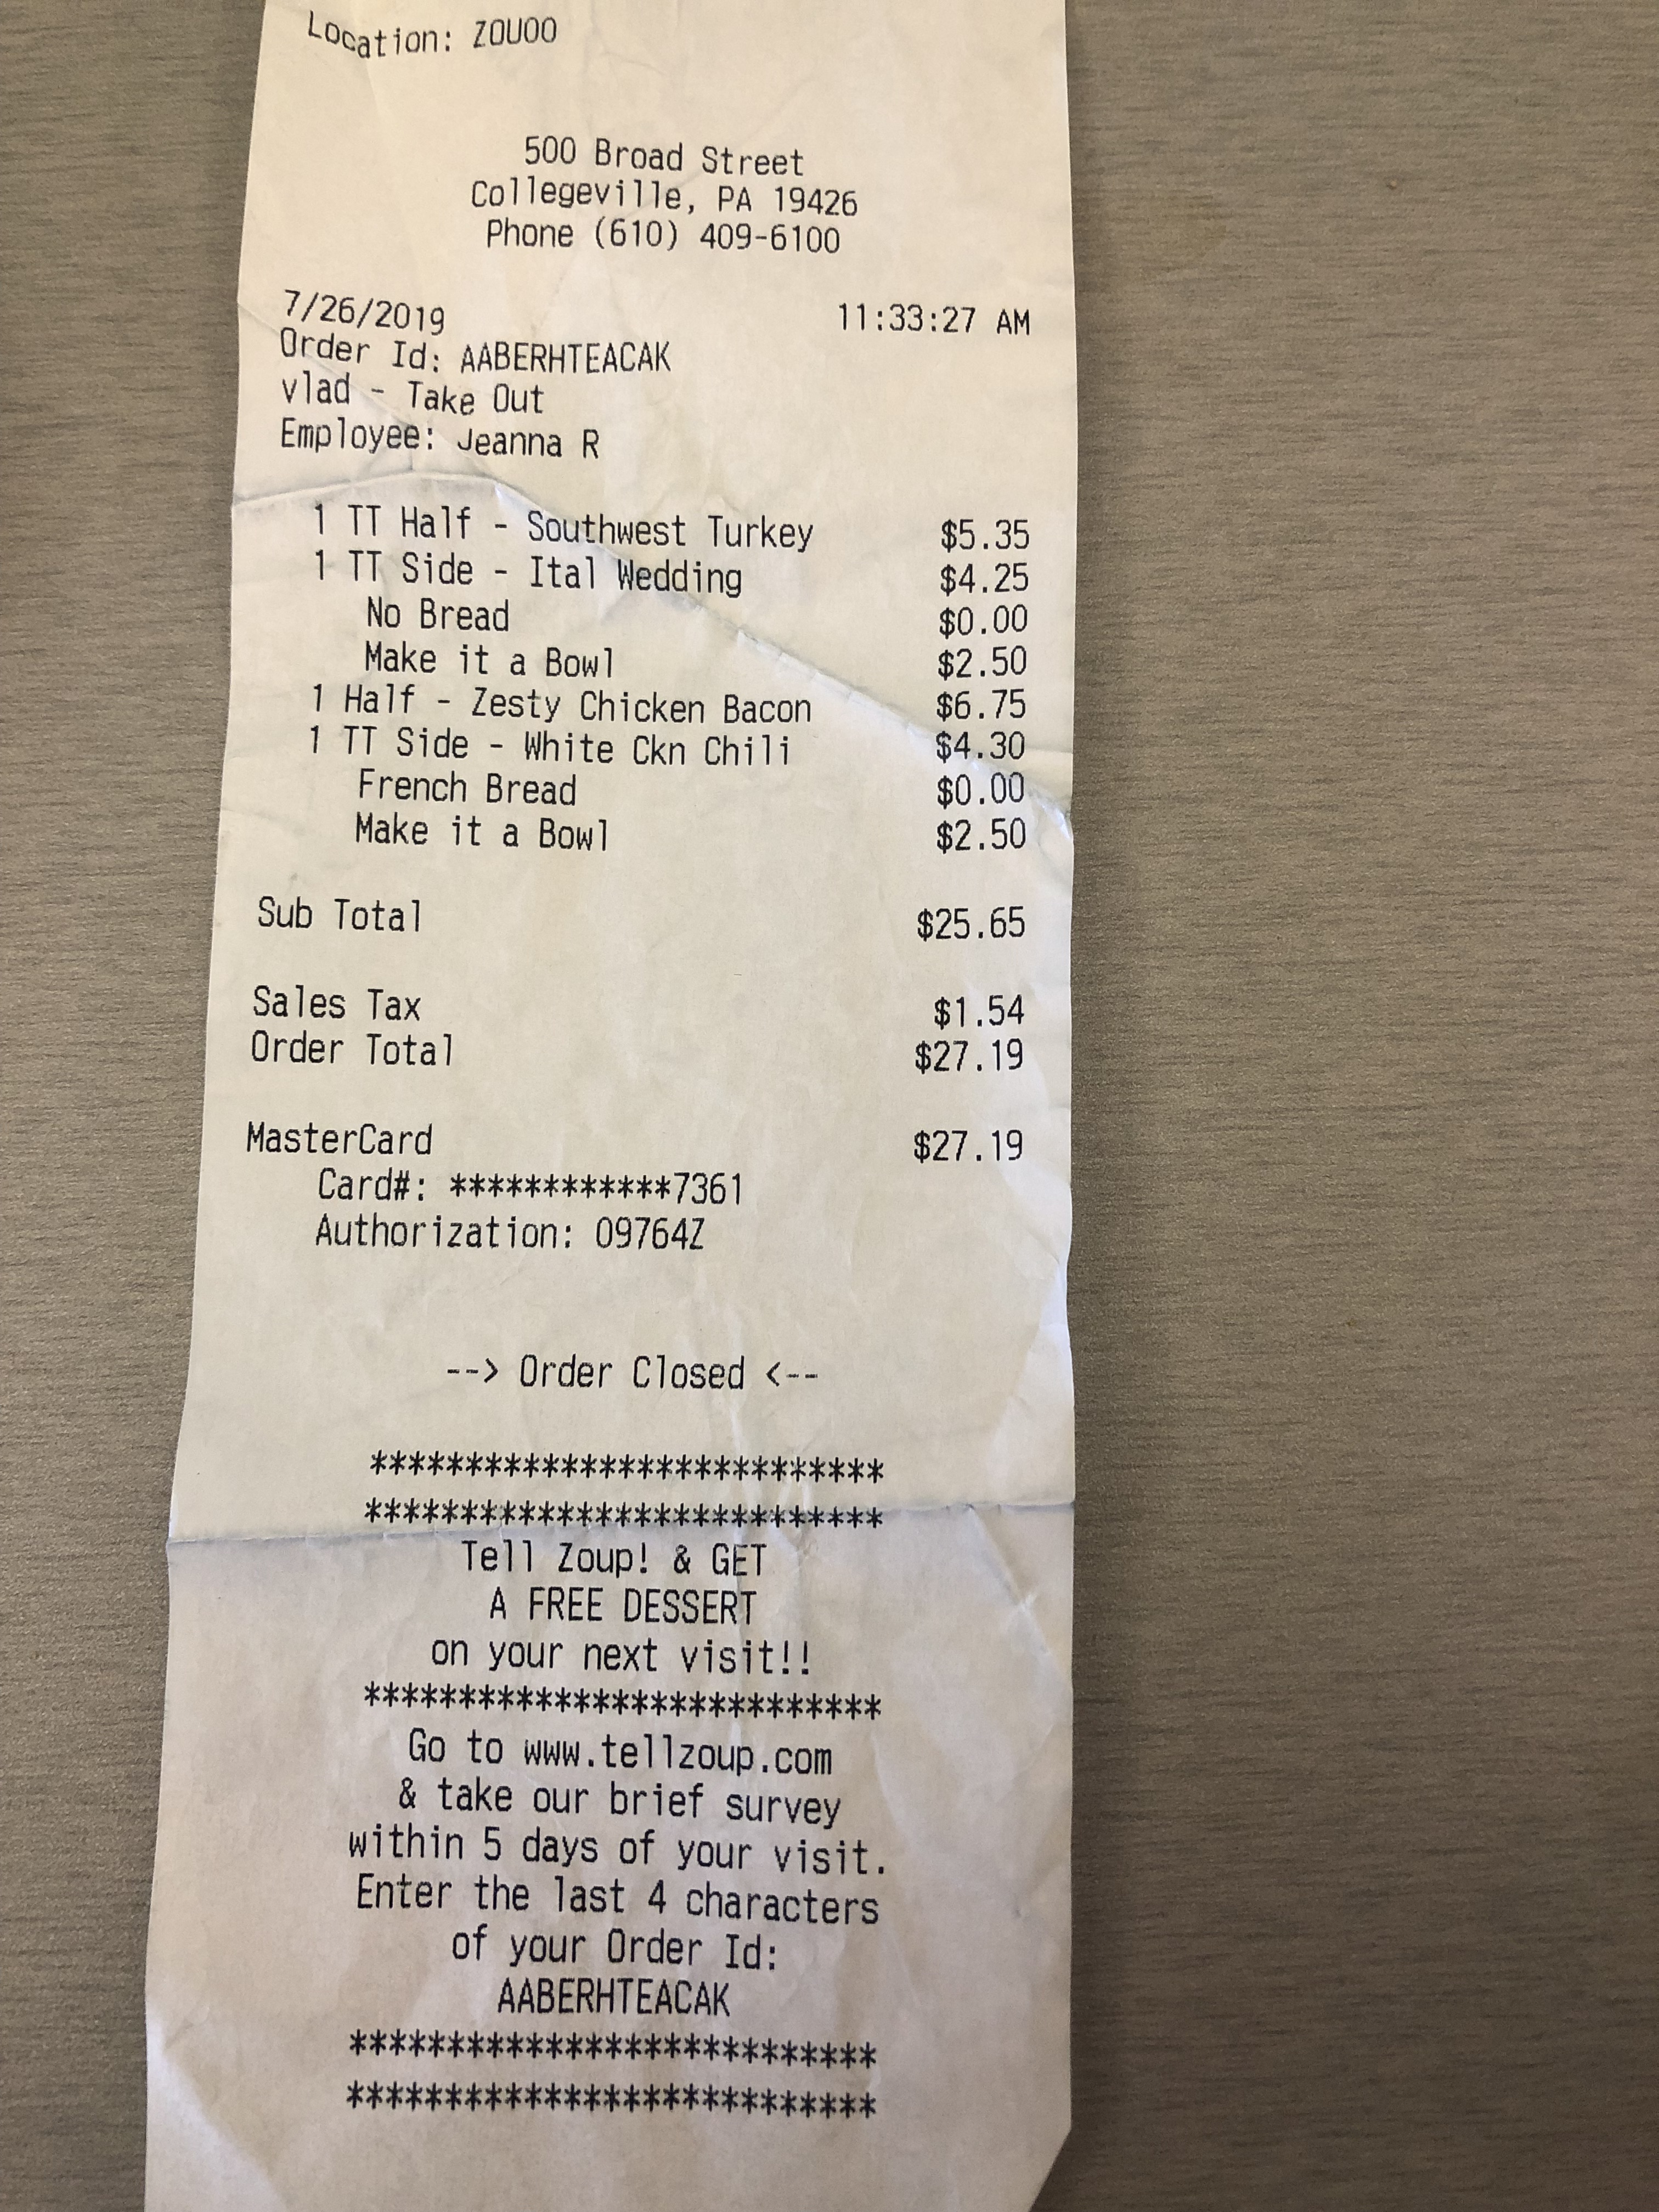 Location: ZOU00
500 Broad Street
Collegeville, PA 19426
Phone (610) 409-6100
7/26/2019 11:33:27 AM
Order Id: AABERHTEACAK
vlad - Take Out
Employee: Jeanna R
1 TT Half - Southwest Turkey $5.35
1 TT Side - Ital Wedding $4.25
No Bread $0.00
Make it a Bowl $2.50
1 Half - Zesty Chicken Bacon $6.75
1 TT Side - White Ckn Chili $4.30
French Bread $0.00
Make it a Bowl $2.50
Sub Total $25.65
Sales Tax $1.54
Order Total $27.19
MasterCard $27.19
Card#: ************7361
Authorization: 09764Z
--> Order Closed <--
***************************
***************************
Tell Zoup! & GET
A FREE DESSERT
on your next visit!!
***************************
Go to www.tellzoup.com
& take our brief survey
within 5 days of your visit.
Enter the last 4 characters
of your Order Id:
AABERHTEACAK
***************************
***************************